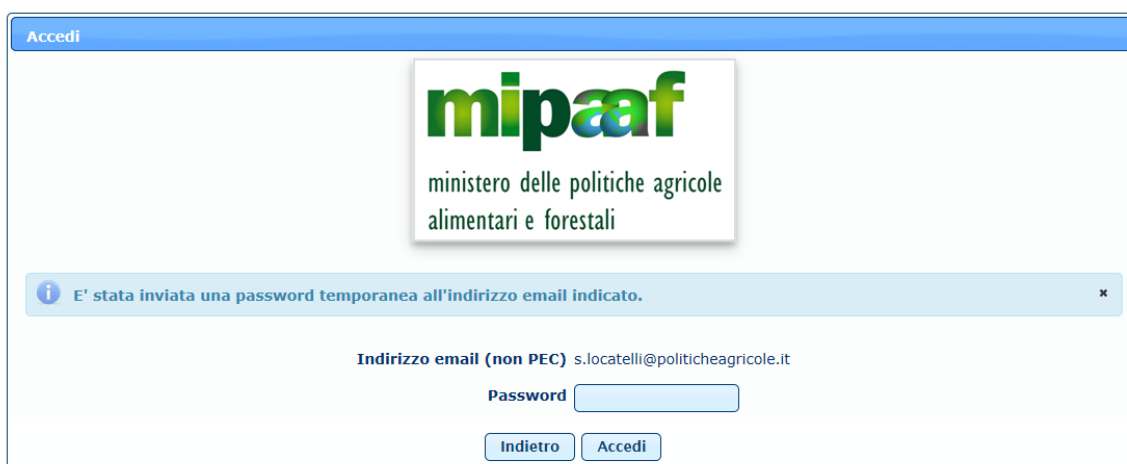 Accedi
mipaaf
ministero delle politiche agricole
alimentari e forestali
E' stata inviata una password temporanea all'indirizzo email indicato.
Indirizzo email (non PEC) s.locatelli@politicheagricole.it
Password
Indietro Accedi